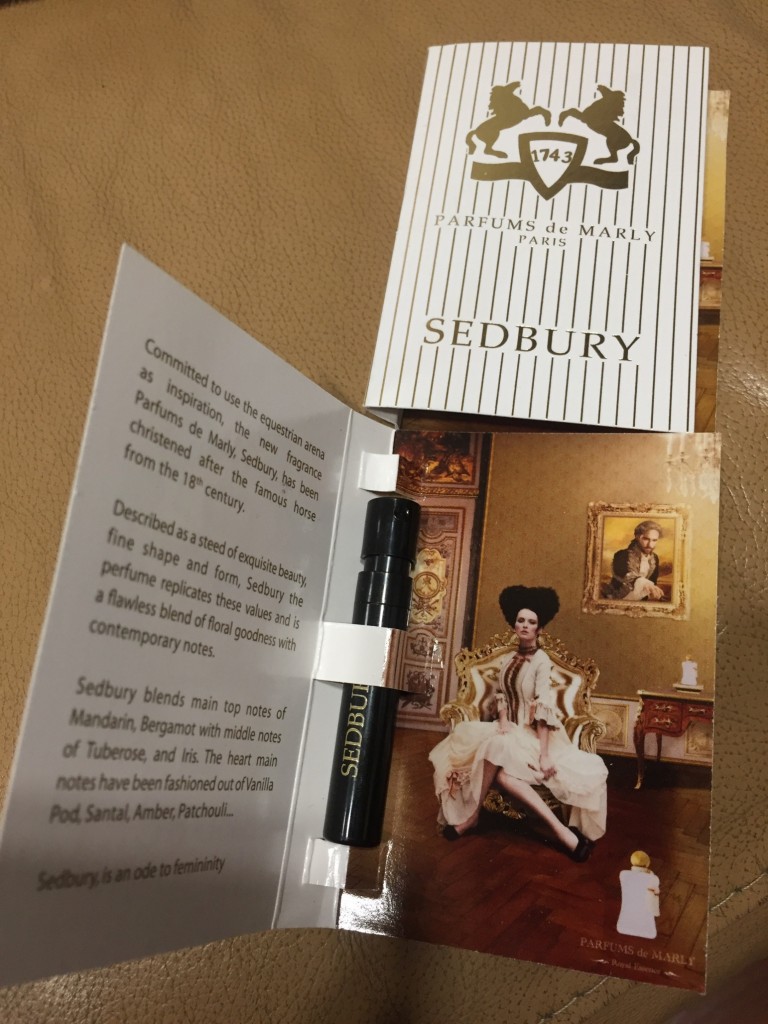 1743
PARFUMS de MARLY
PARIS
SEDBURY
Committed to use the equestrian arena
as inspiration, the new fragrance
Parfums de Marly, Sedbury, has been
christened after the famous horse
from the 18th century.
Described as a steed of exquisite beauty,
fine shape and form, Sedbury the
perfume replicates these values and is
a flawless blend of floral goodness with
contemporary notes.
Sedbury blends main top notes of
Mandarin, Bergamot with middle notes
of Tuberose, and Iris. The heart main
notes have been fashioned out of Vanilla
Pod, Santal, Amber, Patchouli...
Sedbury, is an ode to femininity
SEDBUR
PARFUMS de MARLY
Royal Essence